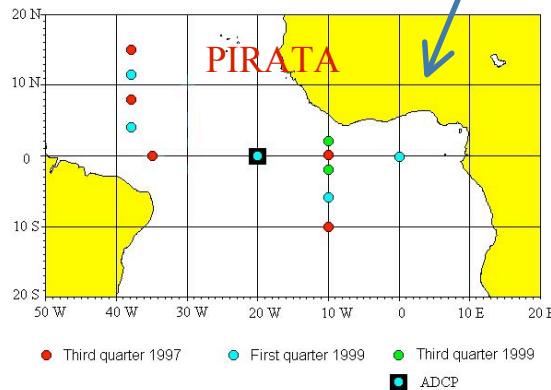 20 N
PIRATA
10 N
0
10 S
20 S
50 W 40 W 30 W 20 W 10 W 0 10 E 20 E
Third quarter 1997 First quarter 1999 Third quarter 1999
ADCP